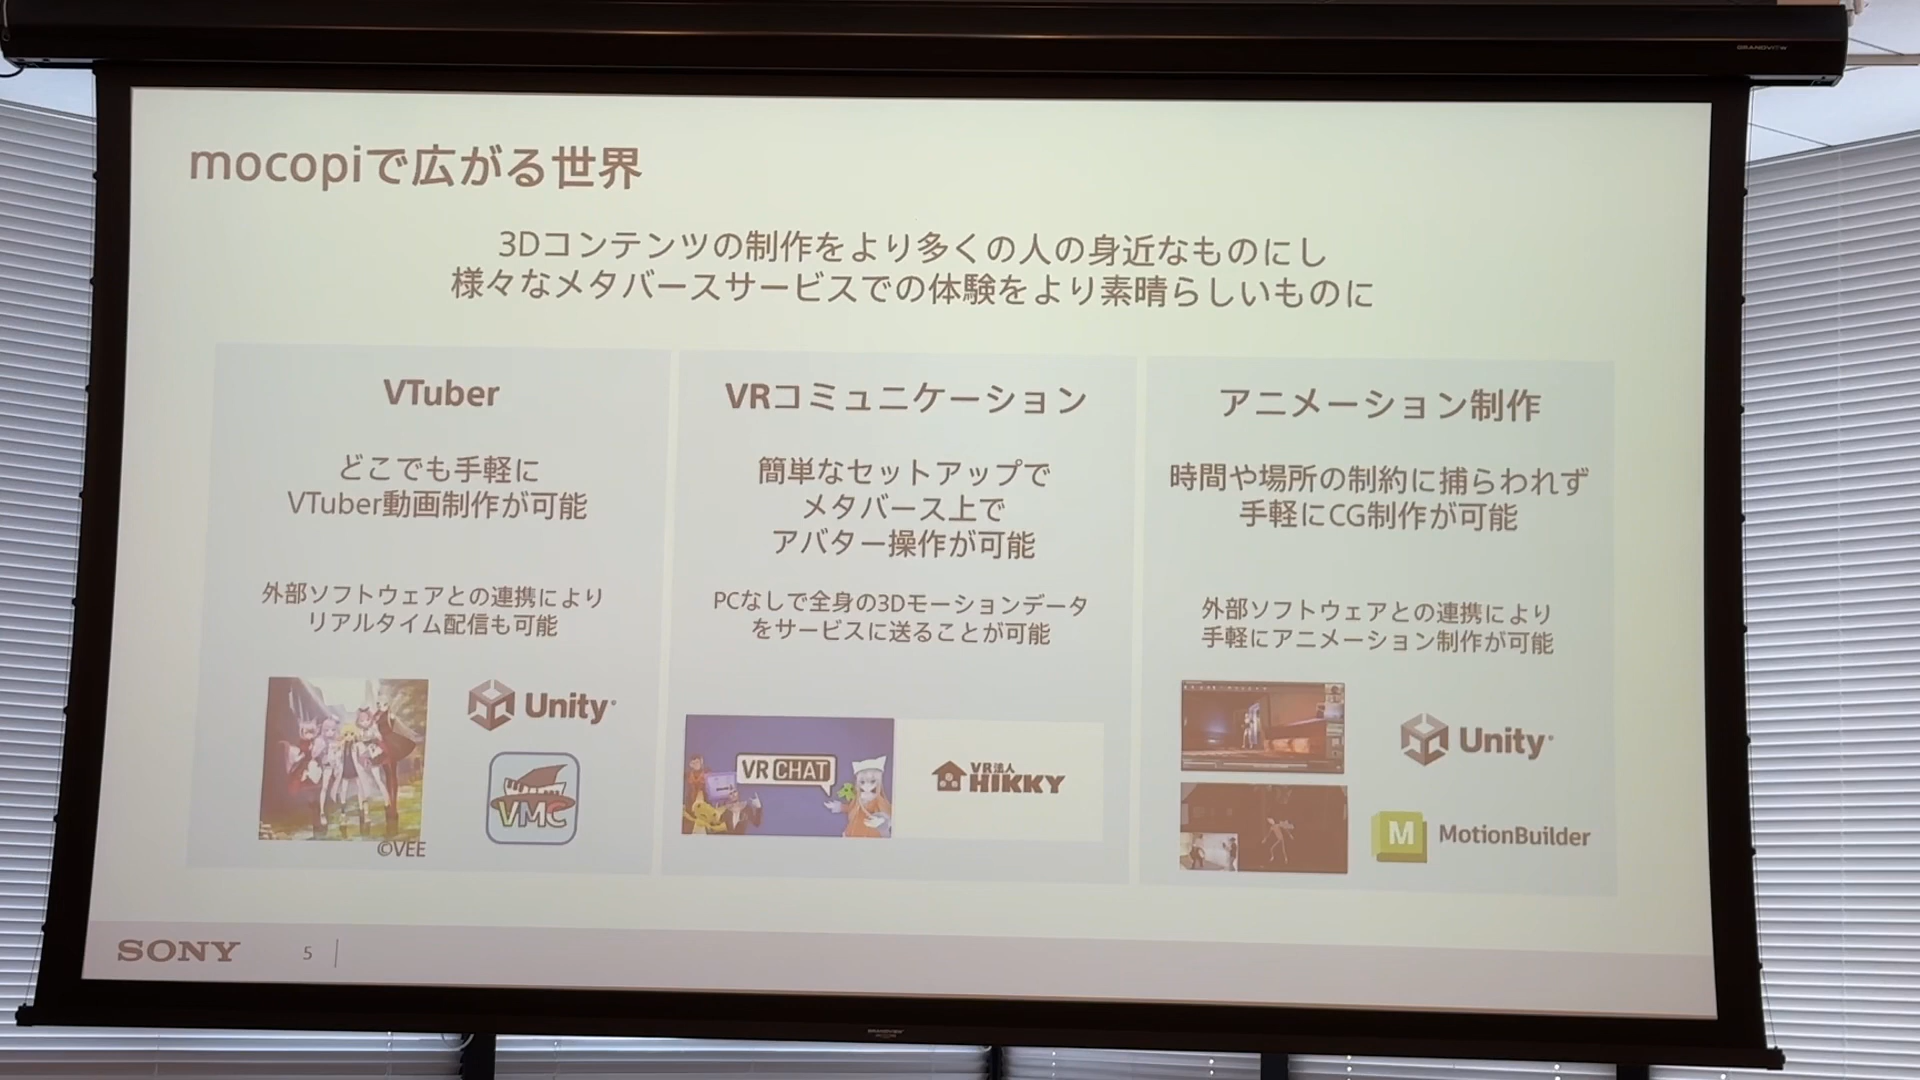 GRANDVIEW
mocopiで広がる世界
3Dコンテンツの制作をより多くの人の身近なものにし
様々なメタバースサービスでの体験をより素晴らしいものに
VTuber
どこでも手軽に
VTuber動画制作が可能
外部ソフトウェアとの連携により
リアルタイム配信も可能
Unity
VMC
©VEE
VRコミュニケーション
簡単なセットアップで
メタバース上で
アバター操作が可能
PCなしで全身の3Dモーションデータ
をサービスに送ることが可能
VRCHAT
VR法人
HIKKY
アニメーション制作
時間や場所の制約に捕らわれず
手軽にCG制作が可能
外部ソフトウェアとの連携により
手軽にアニメーション制作が可能
Unity
M MotionBuilder
SONY
5
GRANDVIEW